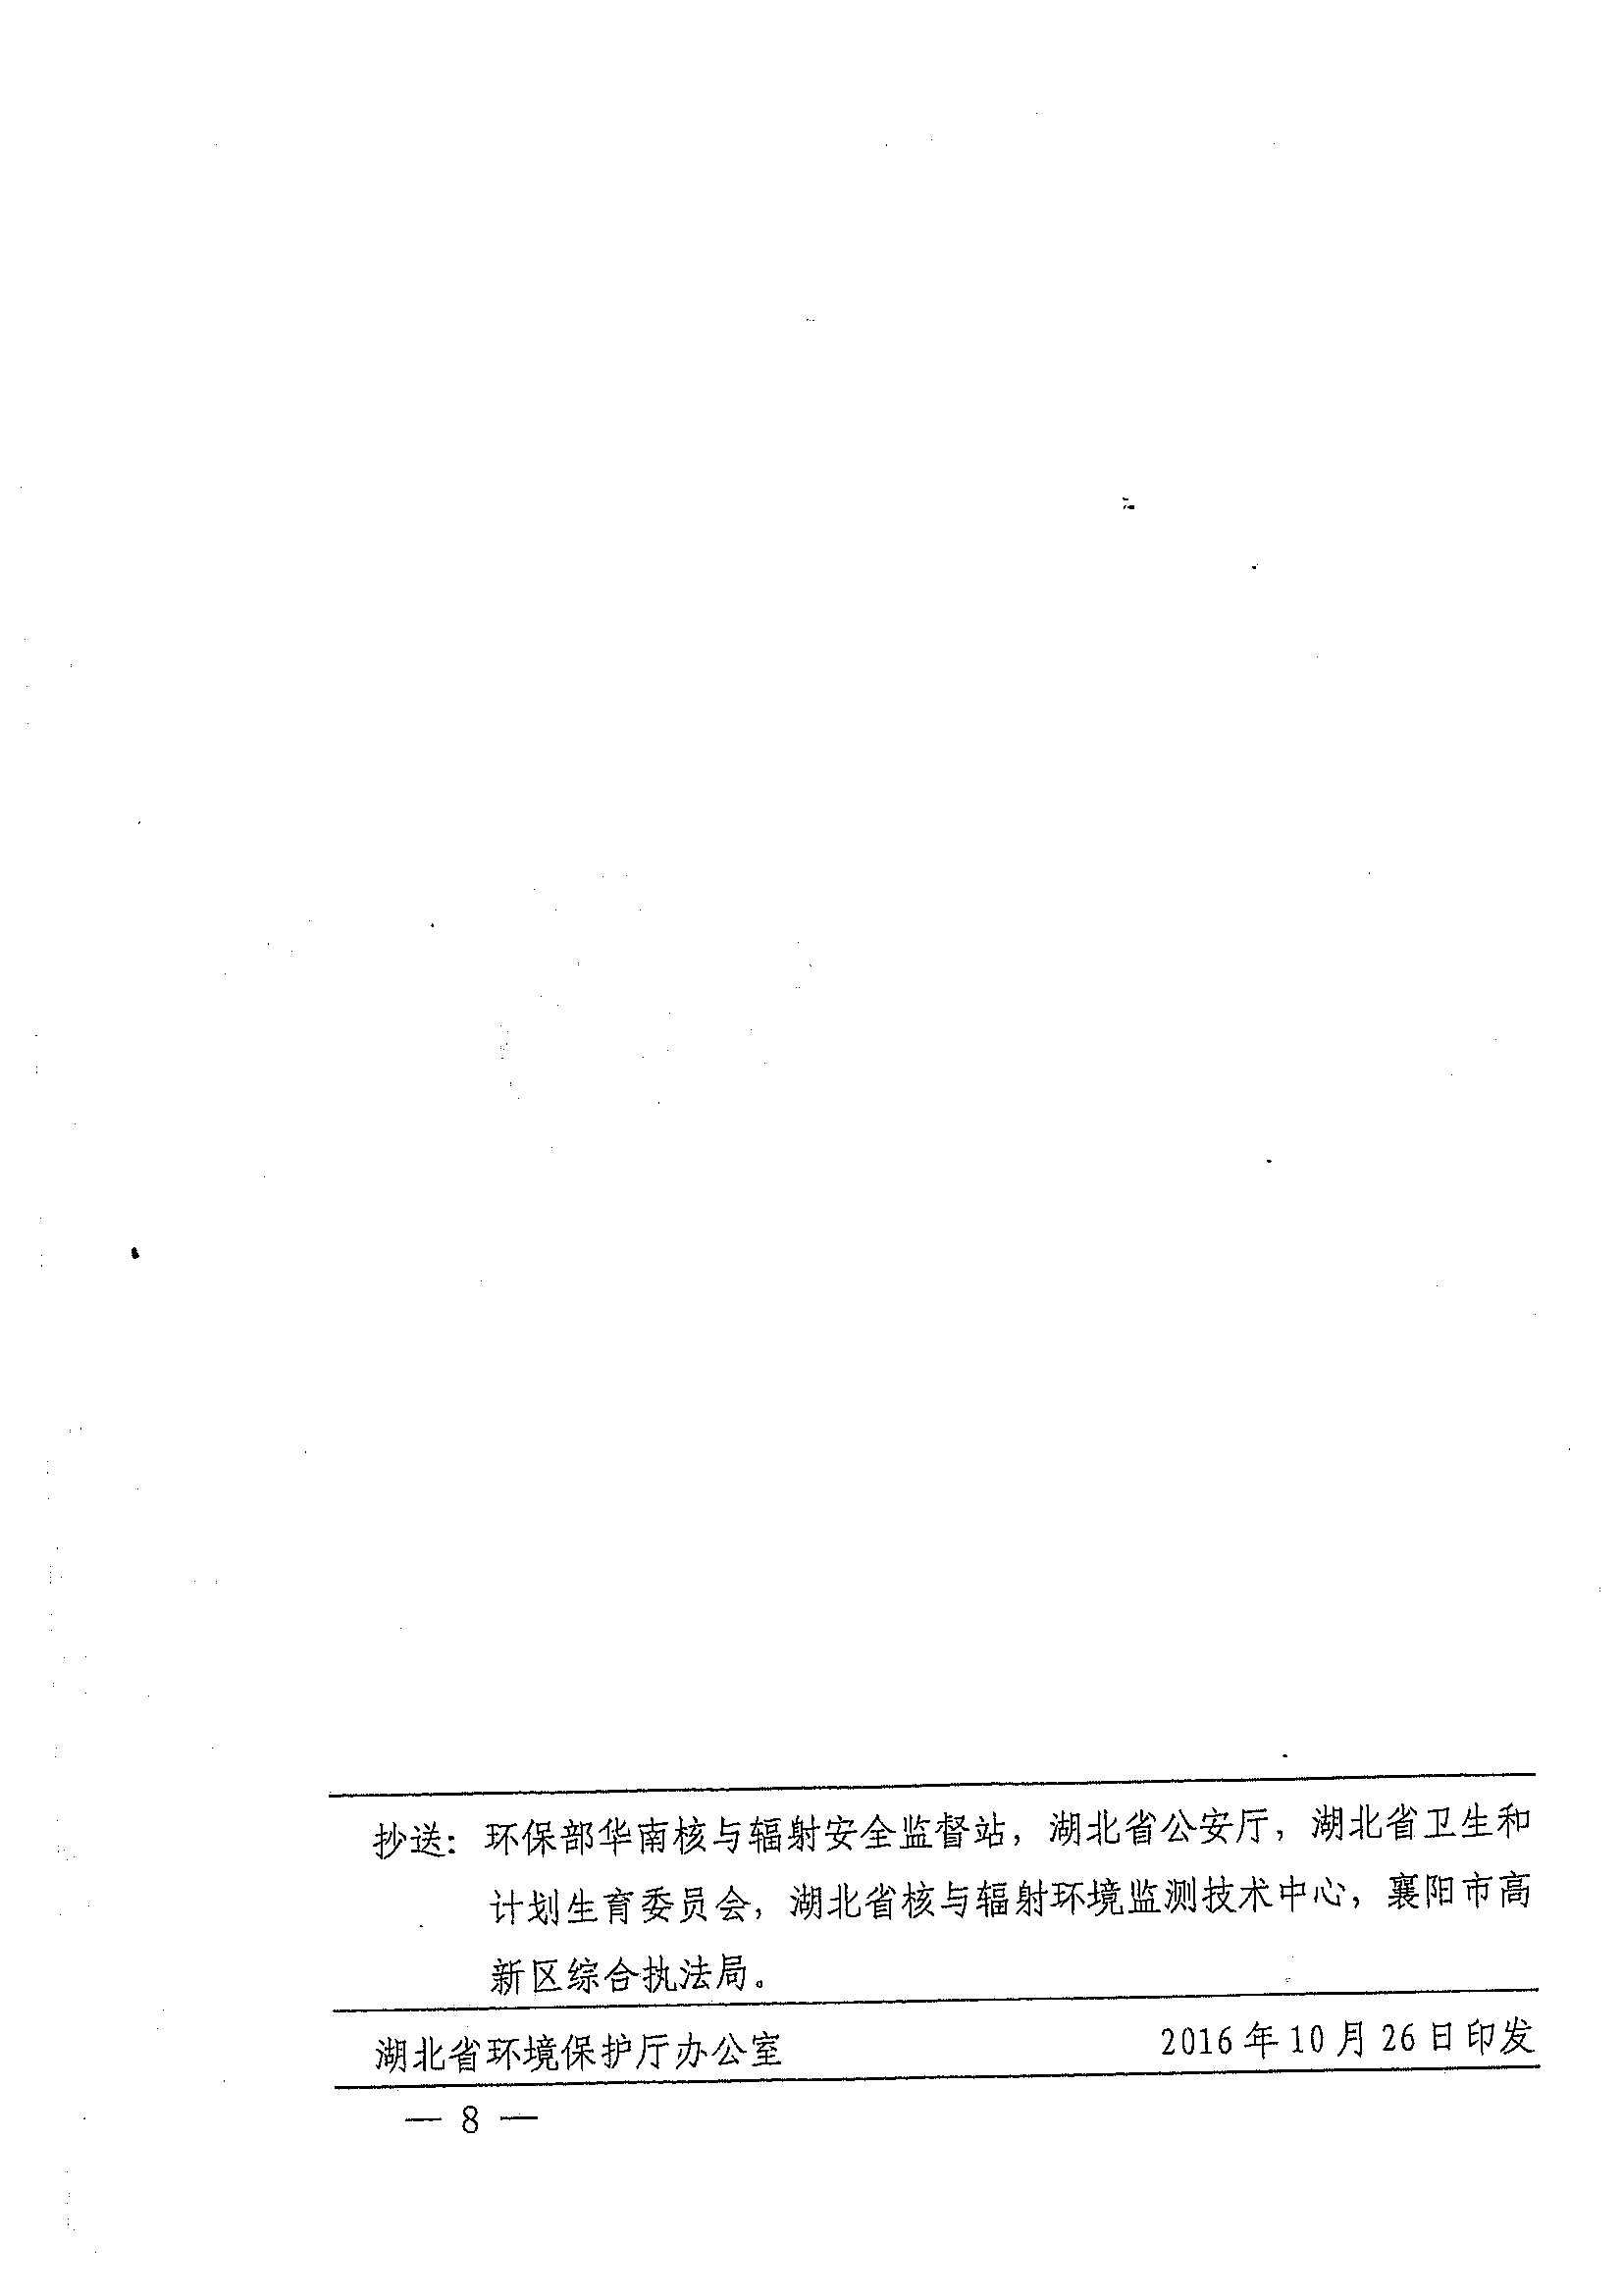 抄送：环保部华南核与辐射安全监督站，湖北省公安厅，湖北省卫生和
计划生育委员会，湖北省核与辐射环境监测技术中心，襄阳市高
新区综合执法局。
湖北省环境保护厅办公室 2016年10月26日印发
— 8 —